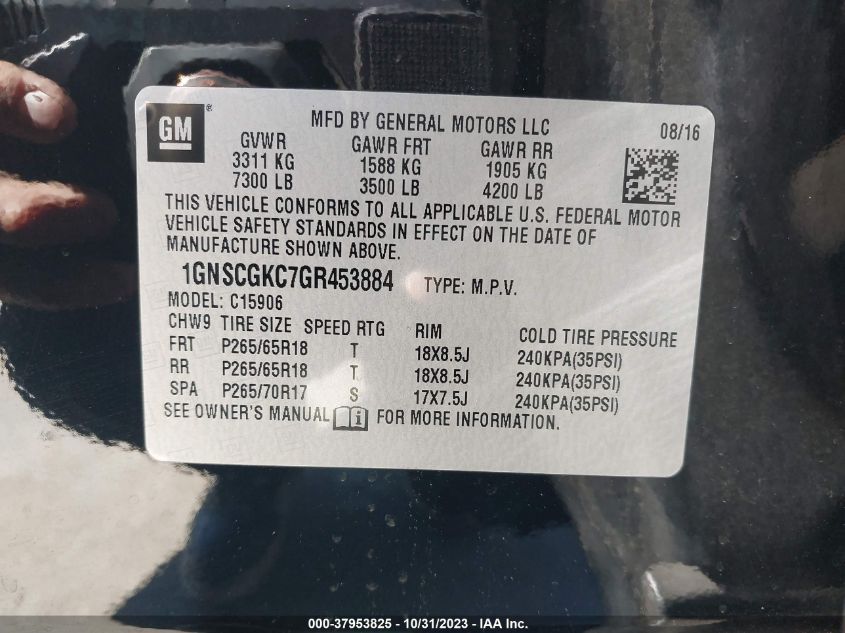 GM ® MFD BY GENERAL MOTORS LLC 08/16
GVWR GAWR FRT GAWR RR
3311 KG 1588 KG 1905 KG
7300 LB 3500 LB 4200 LB
THIS VEHICLE CONFORMS TO ALL APPLICABLE U.S. FEDERAL MOTOR
VEHICLE SAFETY STANDARDS IN EFFECT ON THE DATE OF
MANUFACTURE SHOWN ABOVE.
1GNSCGKC7GR453884 TYPE: M.P.V.
MODEL: C15906
CHW9 TIRE SIZE SPEED RTG RIM COLD TIRE PRESSURE
FRT P265/65R18 T 18X8.5J 240KPA(35PSI)
RR P265/65R18 T 18X8.5J 240KPA(35PSI)
SPA P265/70R17 S 17X7.5J 240KPA(35PSI)
SEE OWNER'S MANUAL i FOR MORE INFORMATION.
000-37953825 - 10/31/2023 - IAA Inc.